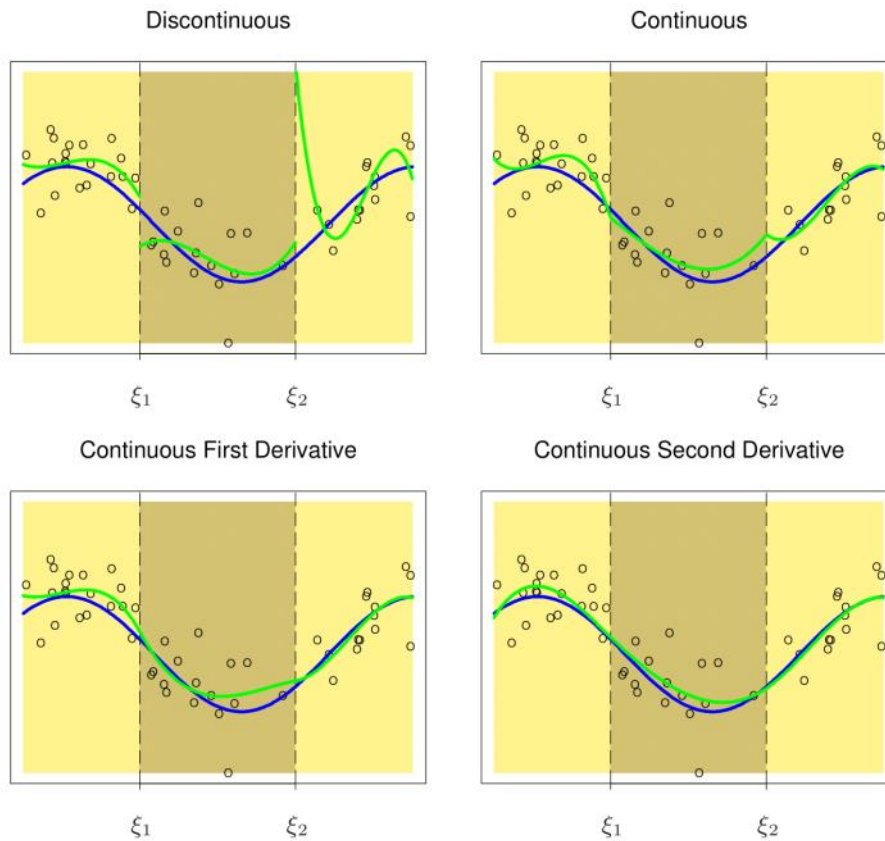 Discontinuous
Continuous
ξ₁ ξ₂
ξ₁ ξ₂
Continuous First Derivative
Continuous Second Derivative
ξ₁ ξ₂
ξ₁ ξ₂